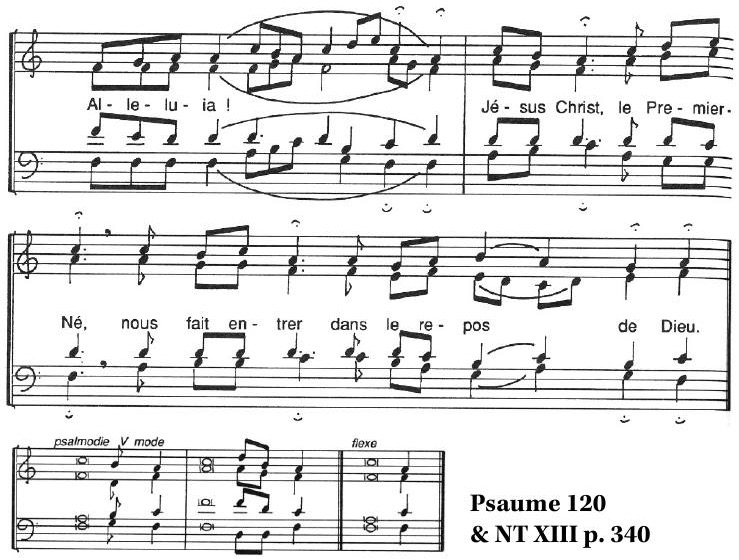 Al - le - lu - ia ! Jé - sus Christ, le Pre - mier -
Né, nous fait en - trer dans le re - pos de Dieu.
psalmodie V mode flexe
Psaume 120
& NT XIII p. 340